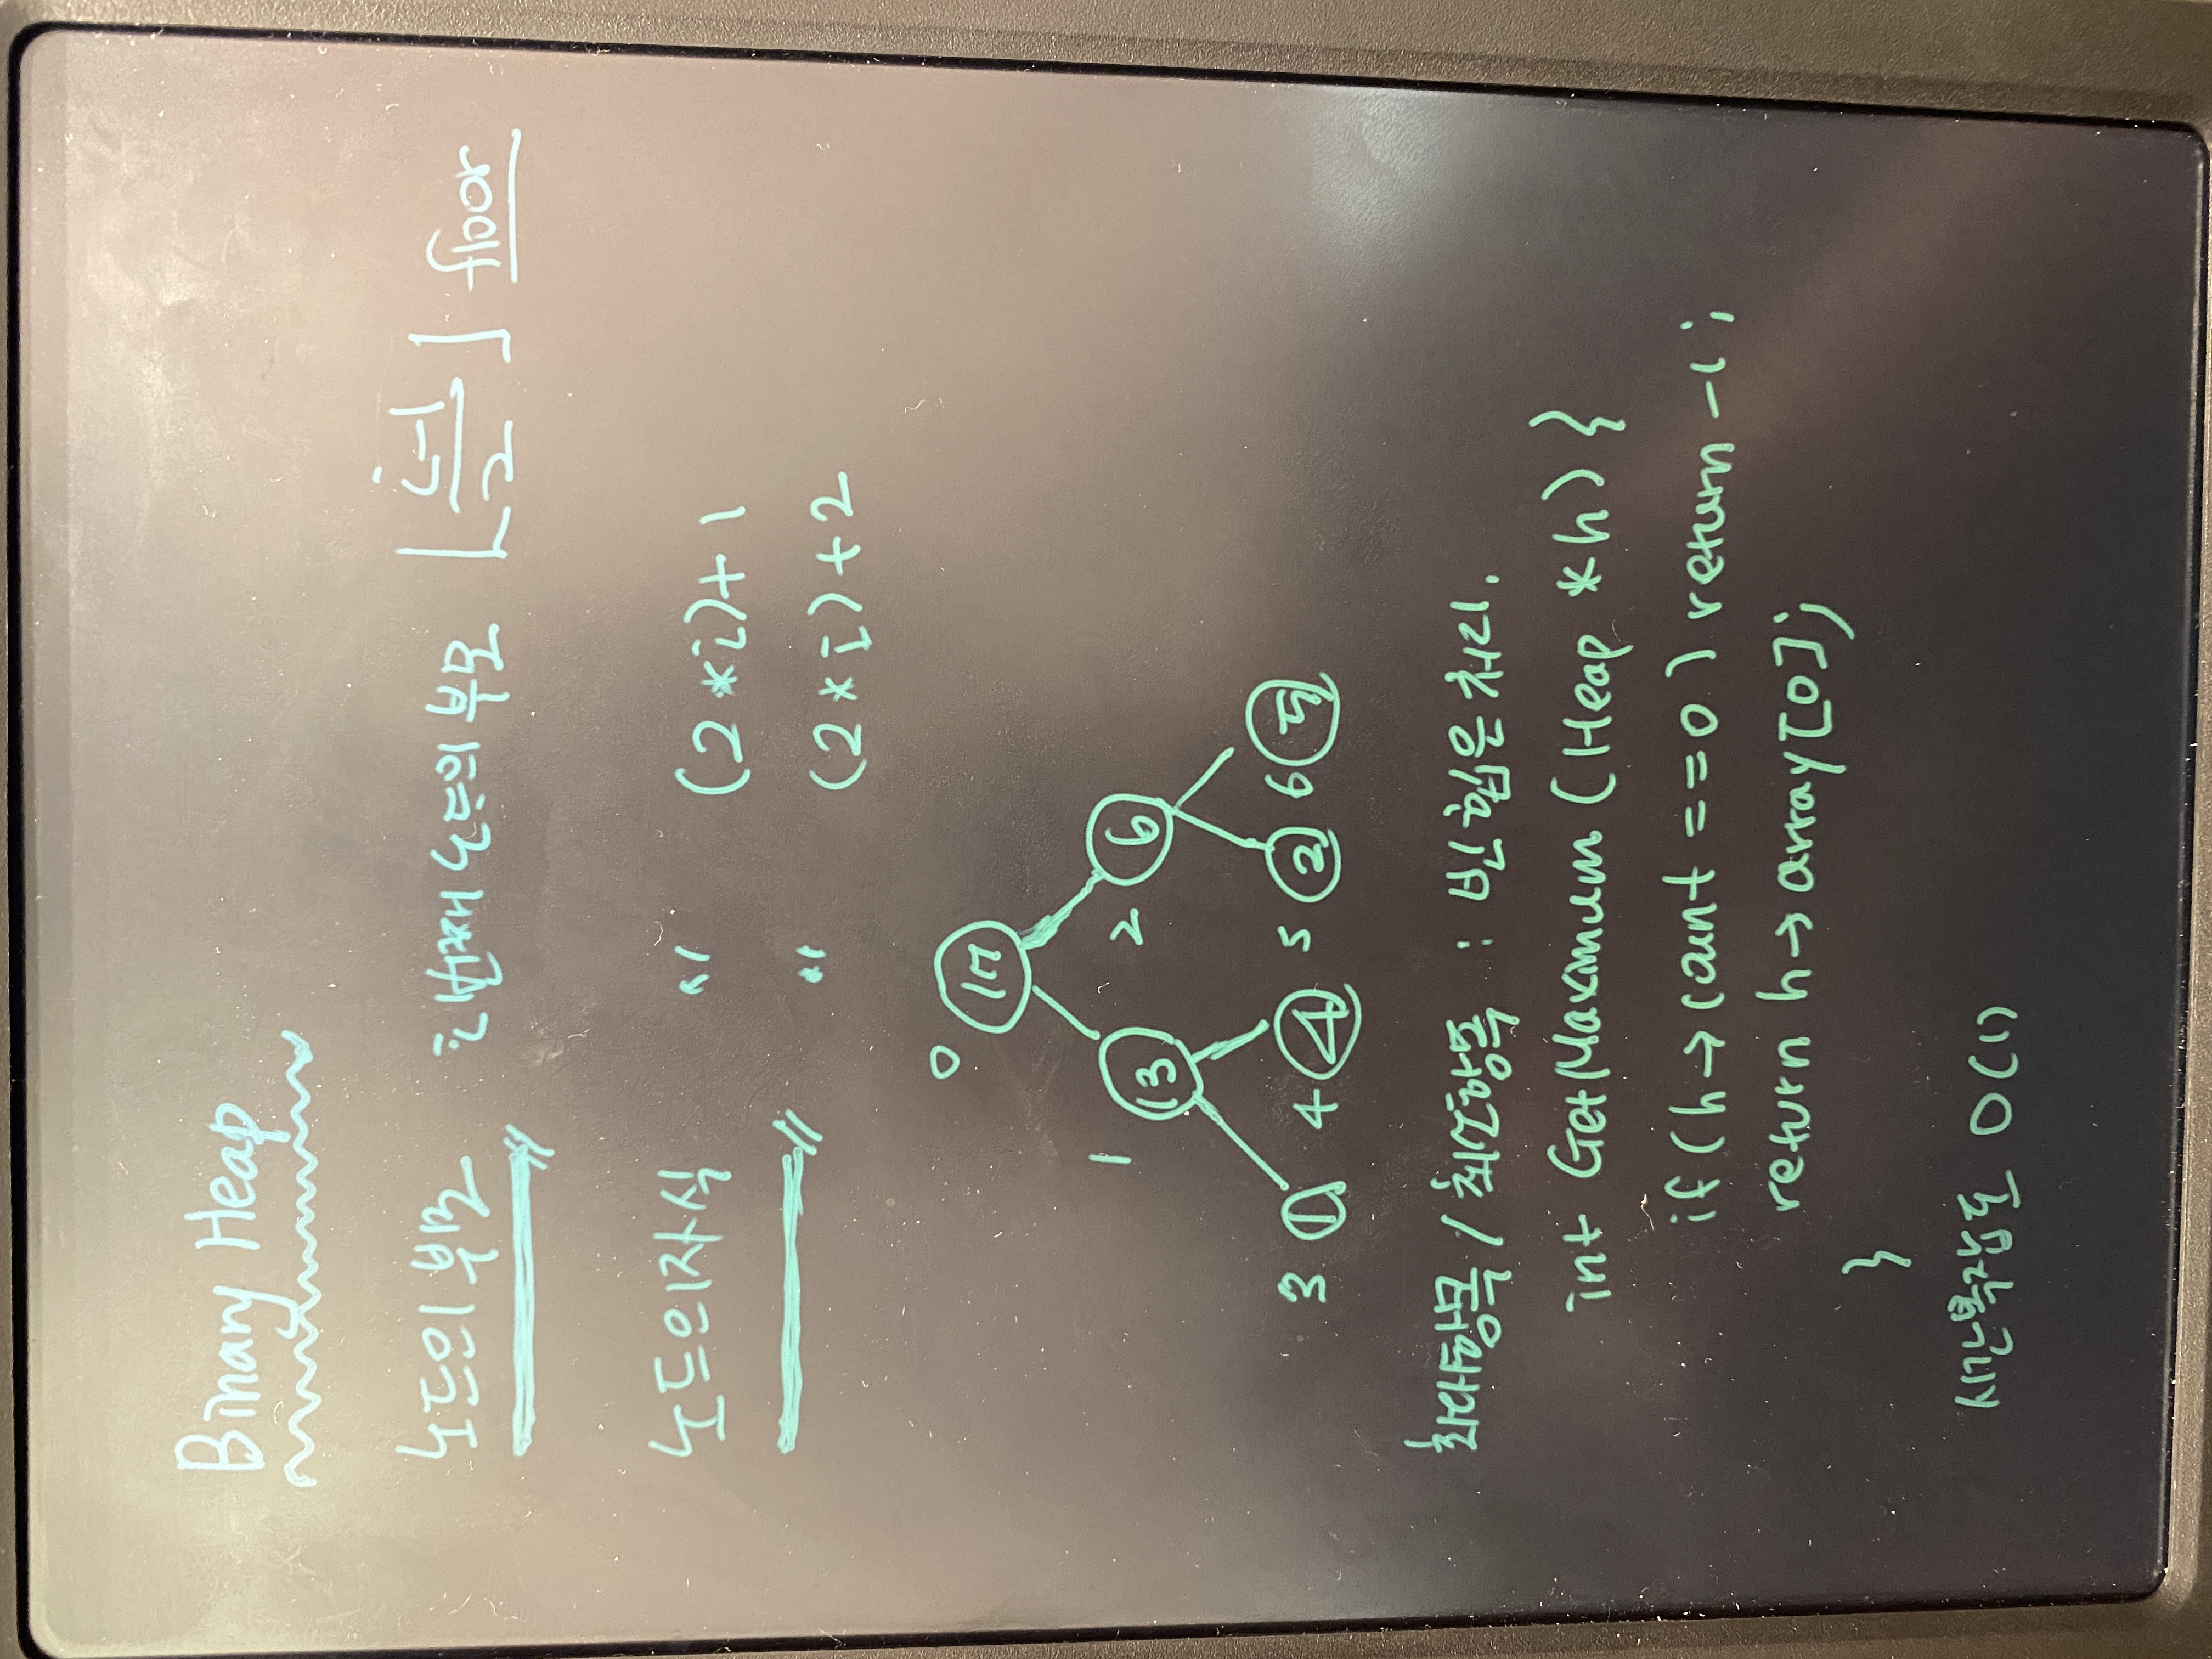 Binary Heap
노드의 부모 i번째 노드의 부모 ⌊(i-1)/2⌋ floor
노드의 자식 〃 (2*i)+1
〃 (2*i)+2
0 17
1 13 2 6
3 1 4 4 5 2 6 5
최대항목 / 최소항목 : 빈 힙은 처리.
int GetMaximum (Heap *h) {
if (h→count ==0) return -1;
return h→array[0];
}
시간복잡도 O(1)